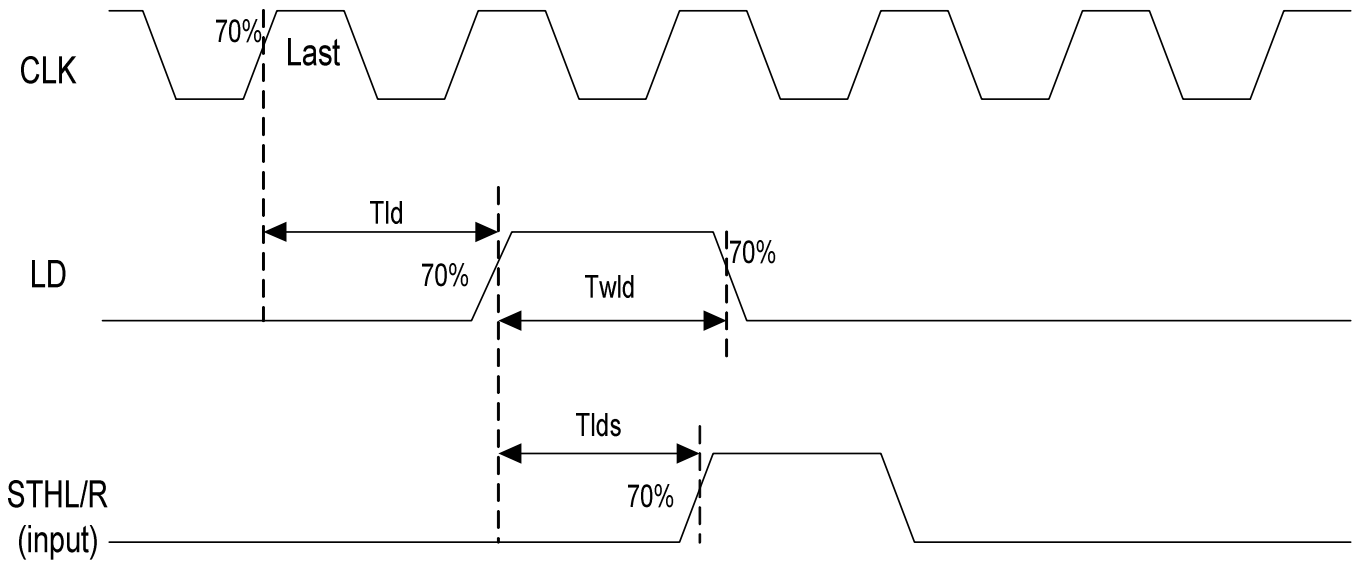 70%
Last
CLK
Tld
LD
70%
70%
Twld
Tlds
STHL/R
(input)
70%